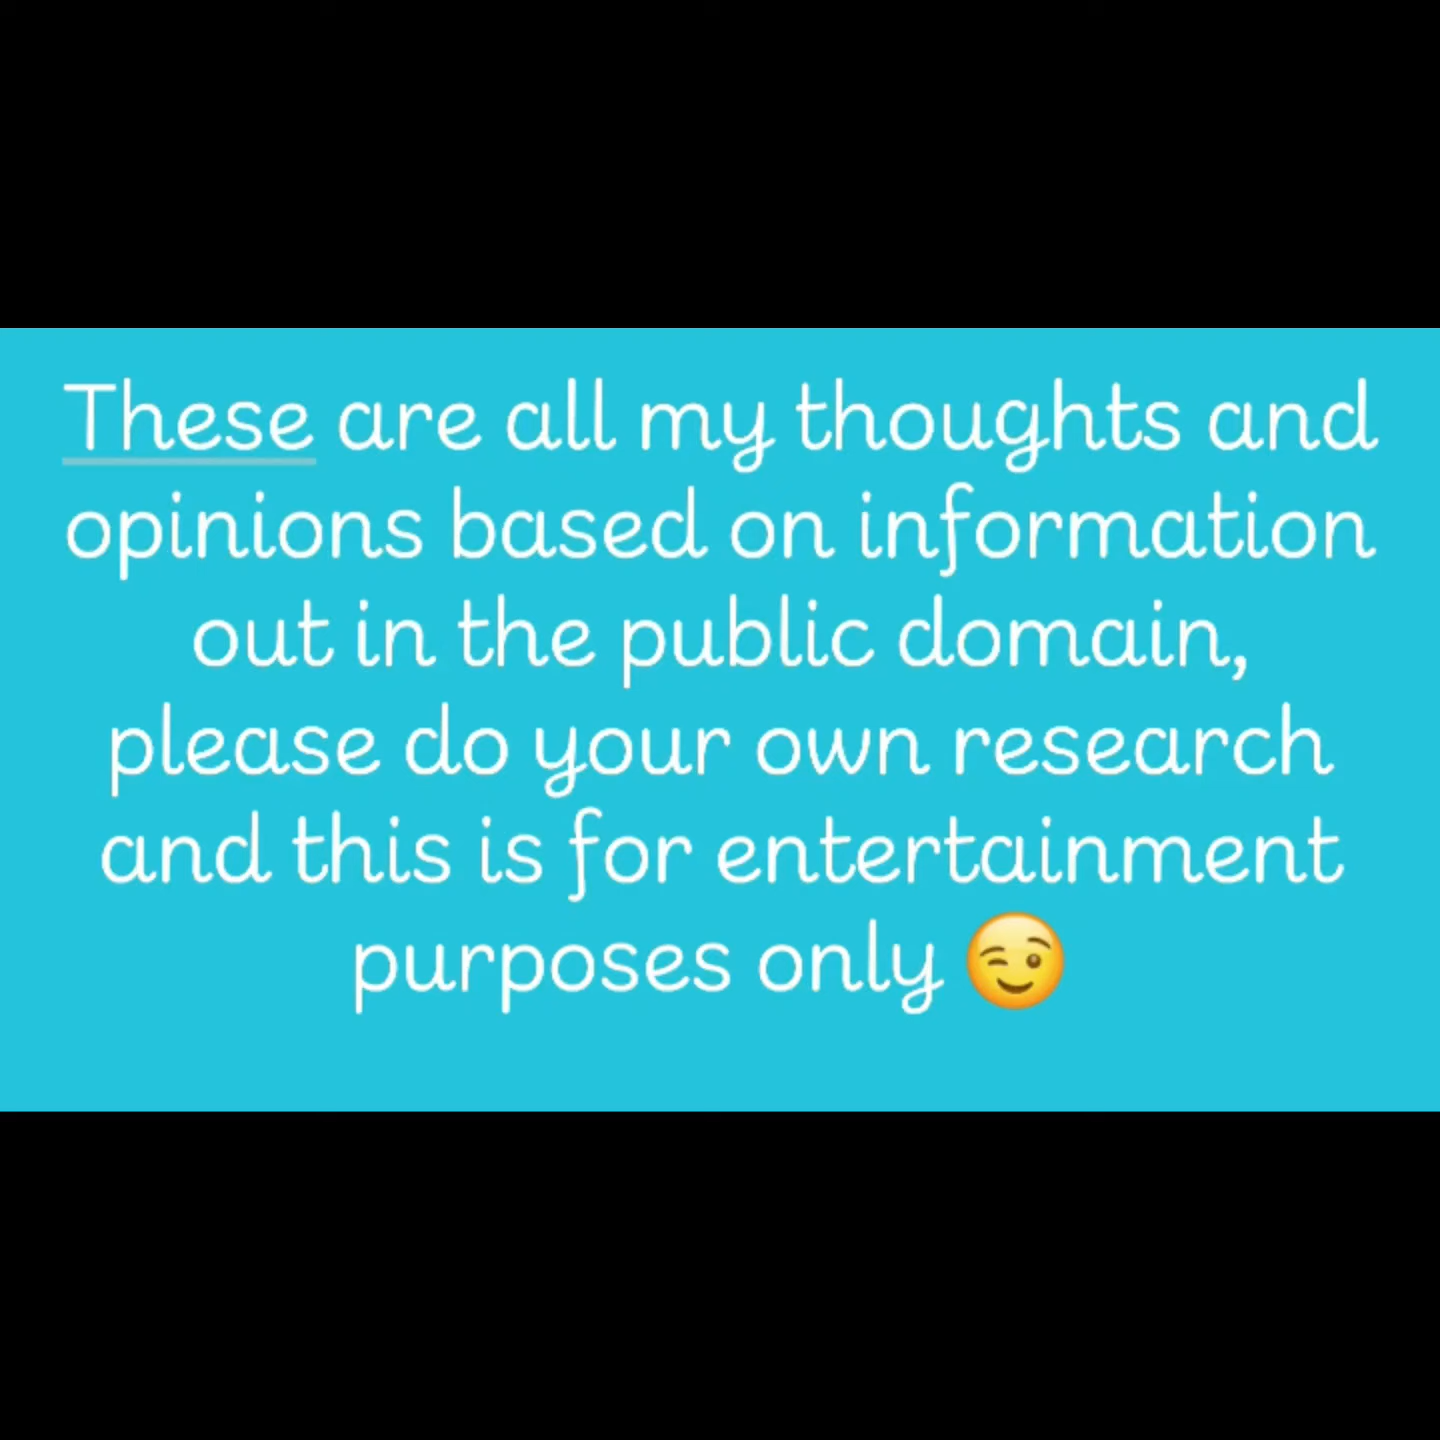 These are all my thoughts and
opinions based on information
out in the public domain,
please do your own research
and this is for entertainment
purposes only 😉